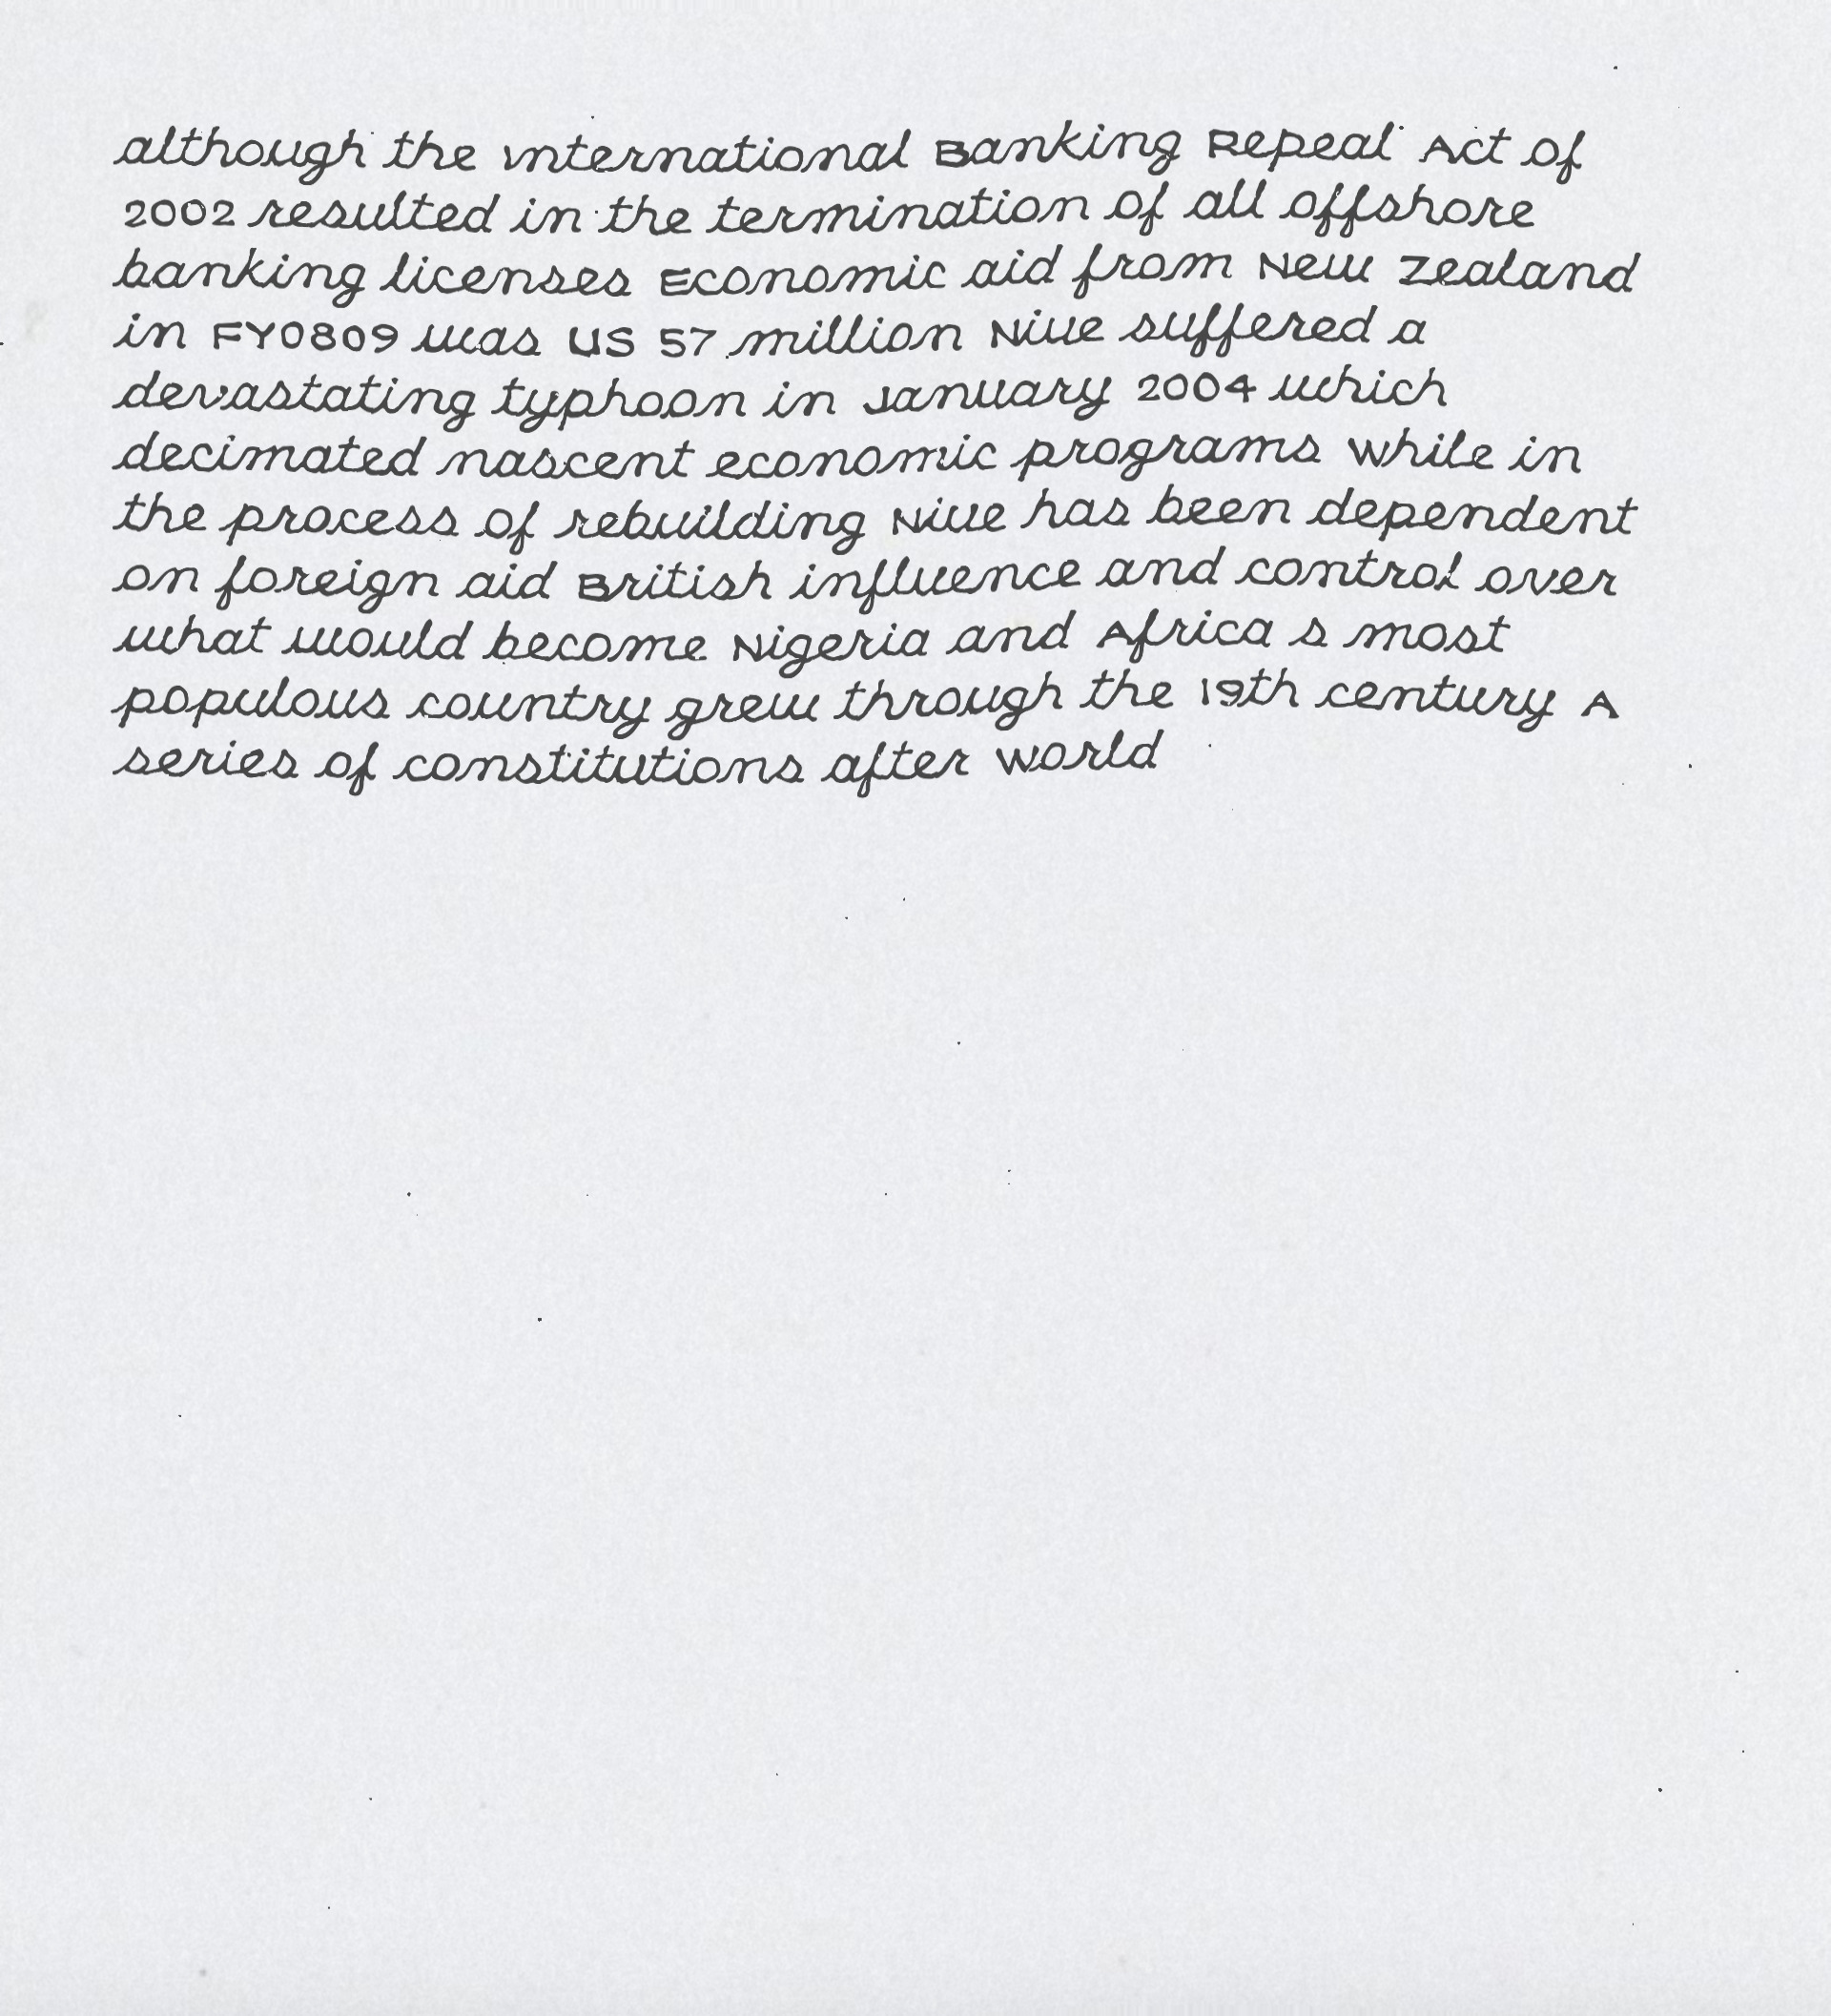 although the International Banking Repeal Act of
2002 resulted in the termination of all offshore
banking licenses Economic aid from New Zealand
in FY0809 was US 57 million Niue suffered a
devastating typhoon in January 2004 which
decimated nascent economic programs While in
the process of rebuilding Niue has been dependent
on foreign aid British influence and control over
what would become Nigeria and Africa s most
populous country grew through the 19th century A
series of constitutions after World